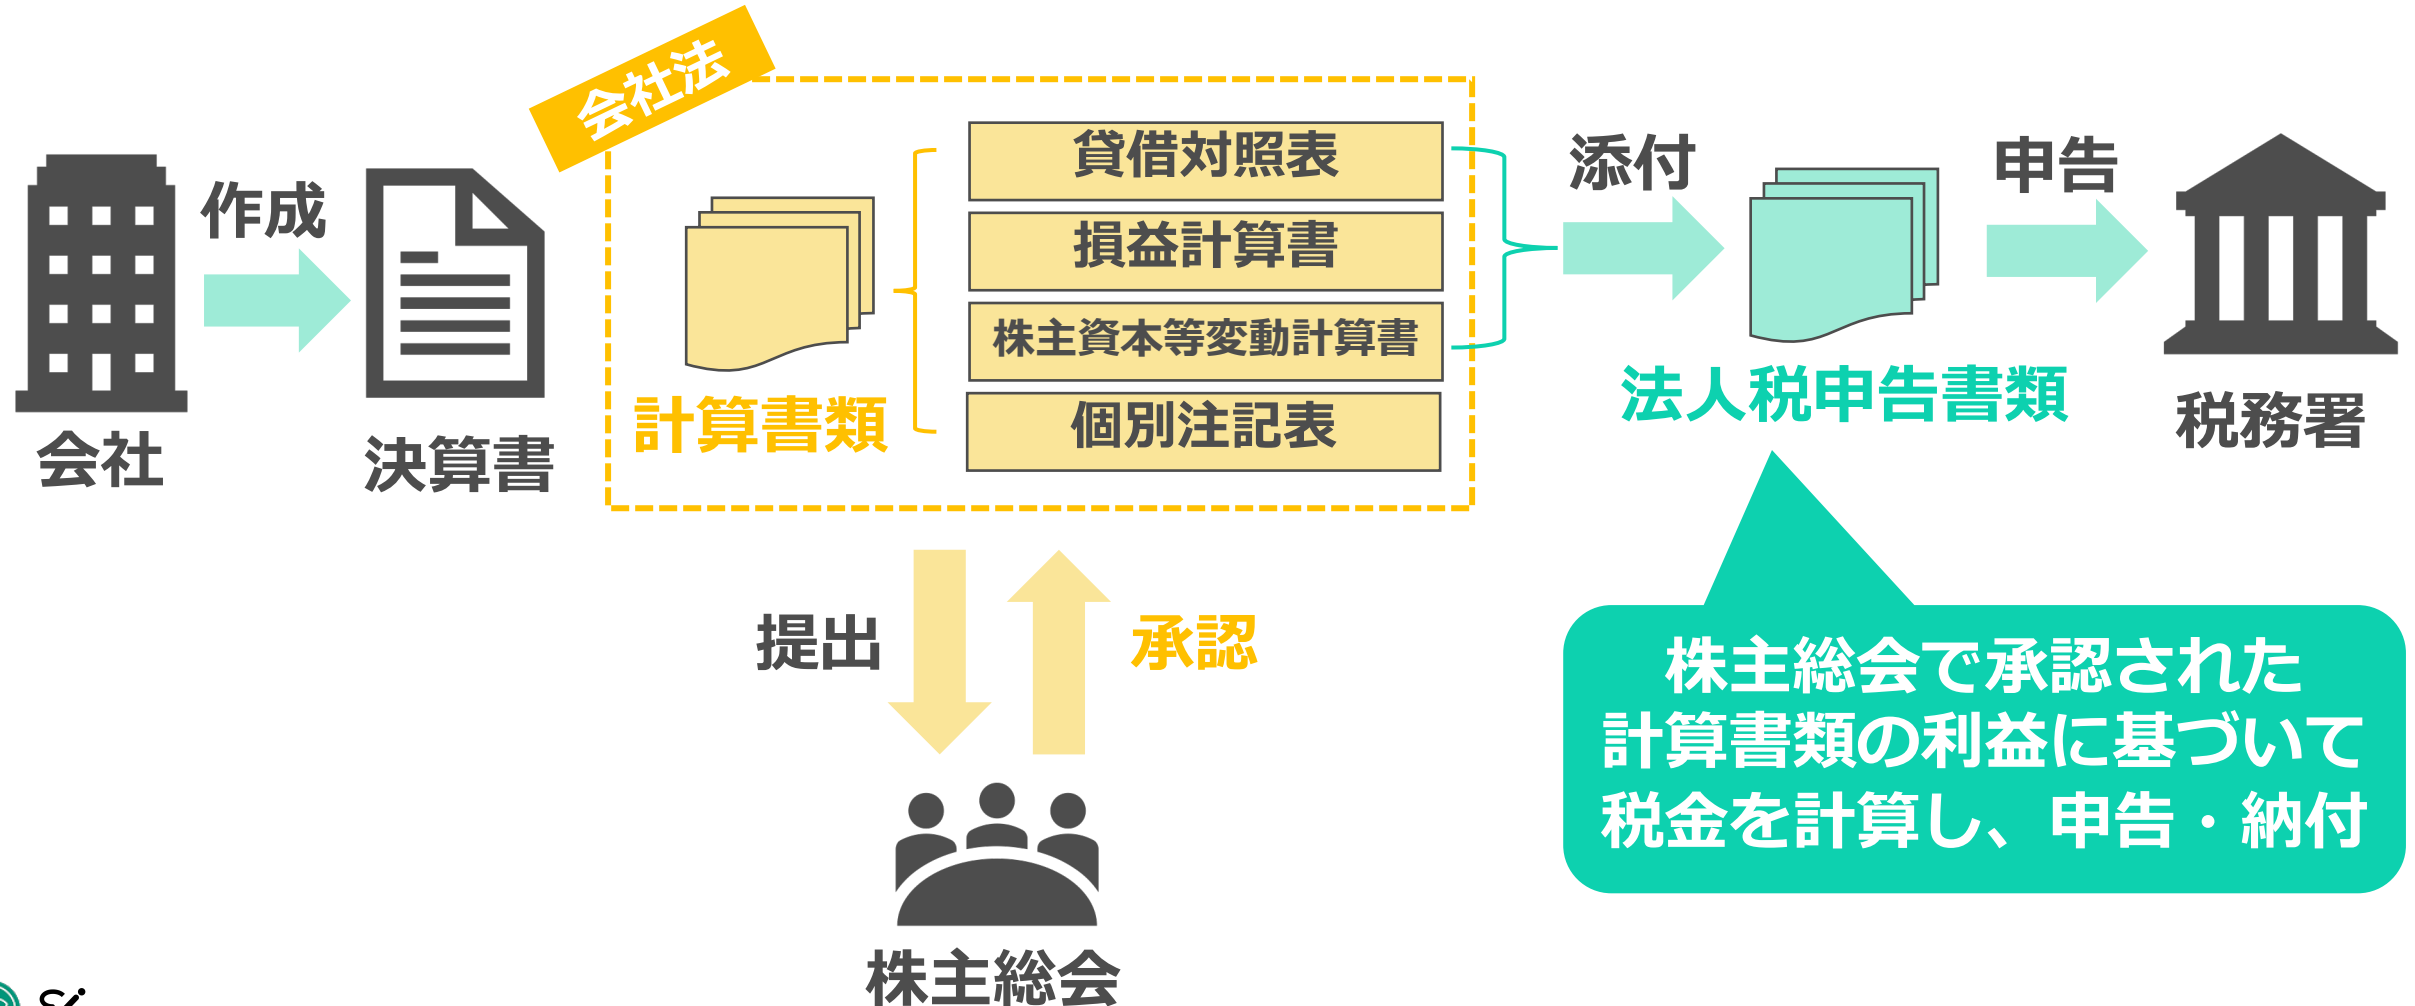 会社法
作成
会社
決算書
計算書類
貸借対照表
損益計算書
株主資本等変動計算書
個別注記表
添付
申告
法人税申告書類
税務署
提出
承認
株主総会
株主総会で承認された
計算書類の利益に基づいて
税金を計算し、申告・納付